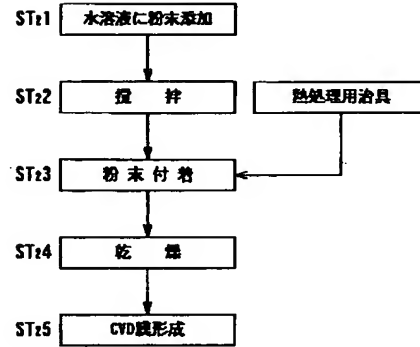 ST₂1 水溶液に粉末添加
ST₂2 撹 拌
熱処理用治具
ST₂3 粉 末 付 着
ST₂4 乾 燥
ST₂5 CVD膜形成